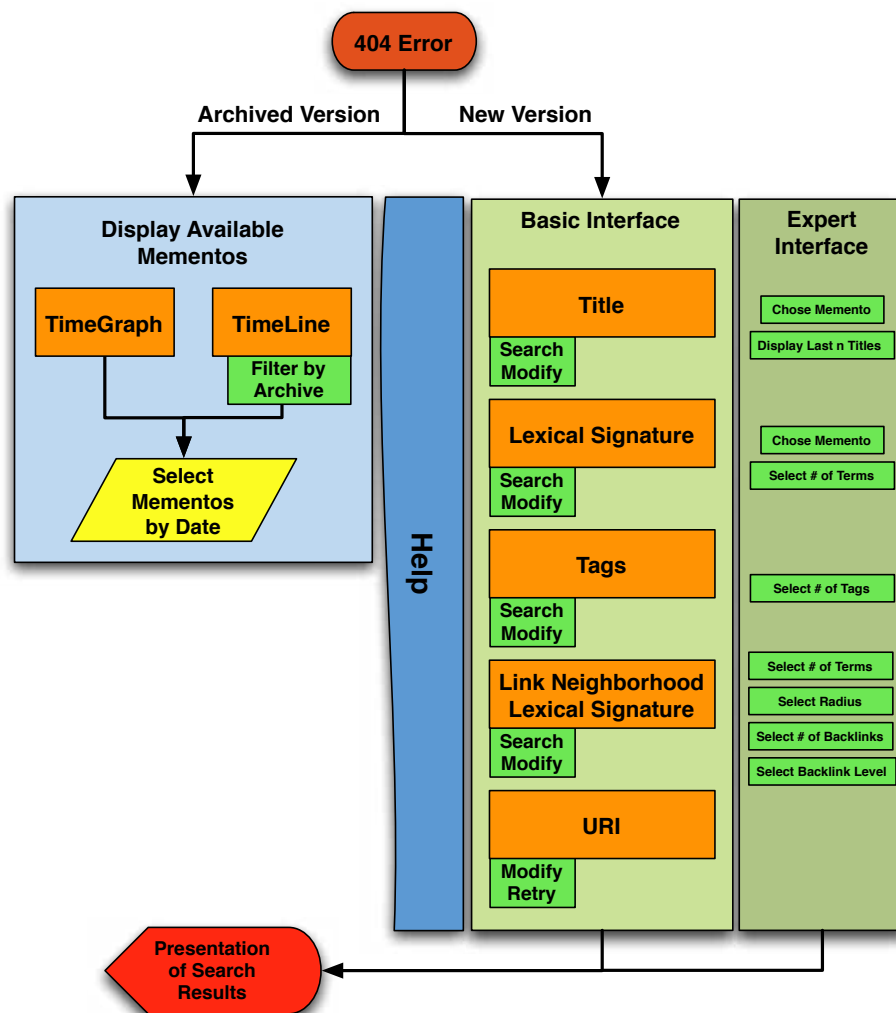 404 Error
Archived Version
New Version
Display Available
Mementos
TimeGraph
TimeLine
Filter by
Archive
Select
Mementos
by Date
Help
Basic Interface
Title
Search
Modify
Lexical Signature
Search
Modify
Tags
Search
Modify
Link Neighborhood
Lexical Signature
Search
Modify
URI
Modify
Retry
Expert
Interface
Chose Memento
Display Last n Titles
Chose Memento
Select # of Terms
Select # of Tags
Select # of Terms
Select Radius
Select # of Backlinks
Select Backlink Level
Presentation
of Search
Results